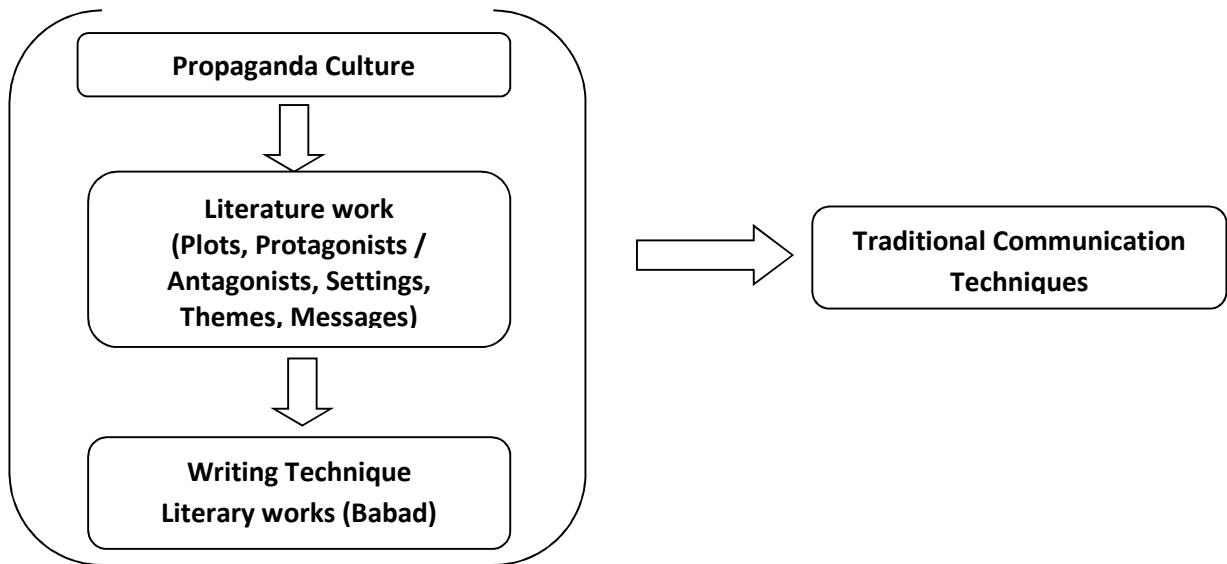 Propaganda Culture
Literature work
(Plots, Protagonists /
Antagonists, Settings,
Themes, Messages)
Writing Technique
Literary works (Babad)
Traditional Communication
Techniques